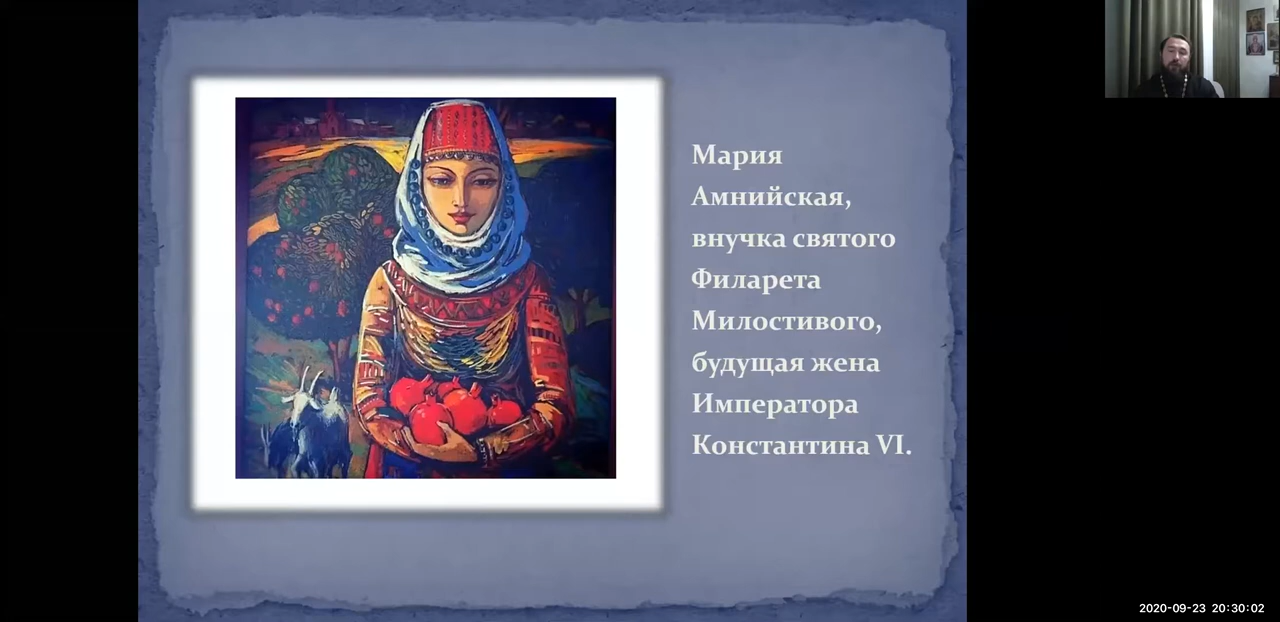 Мария
Амнийская,
внучка святого
Филарета
Милостивого,
будущая жена
Императора
Константина VI.
2020-09-23 20:30:02